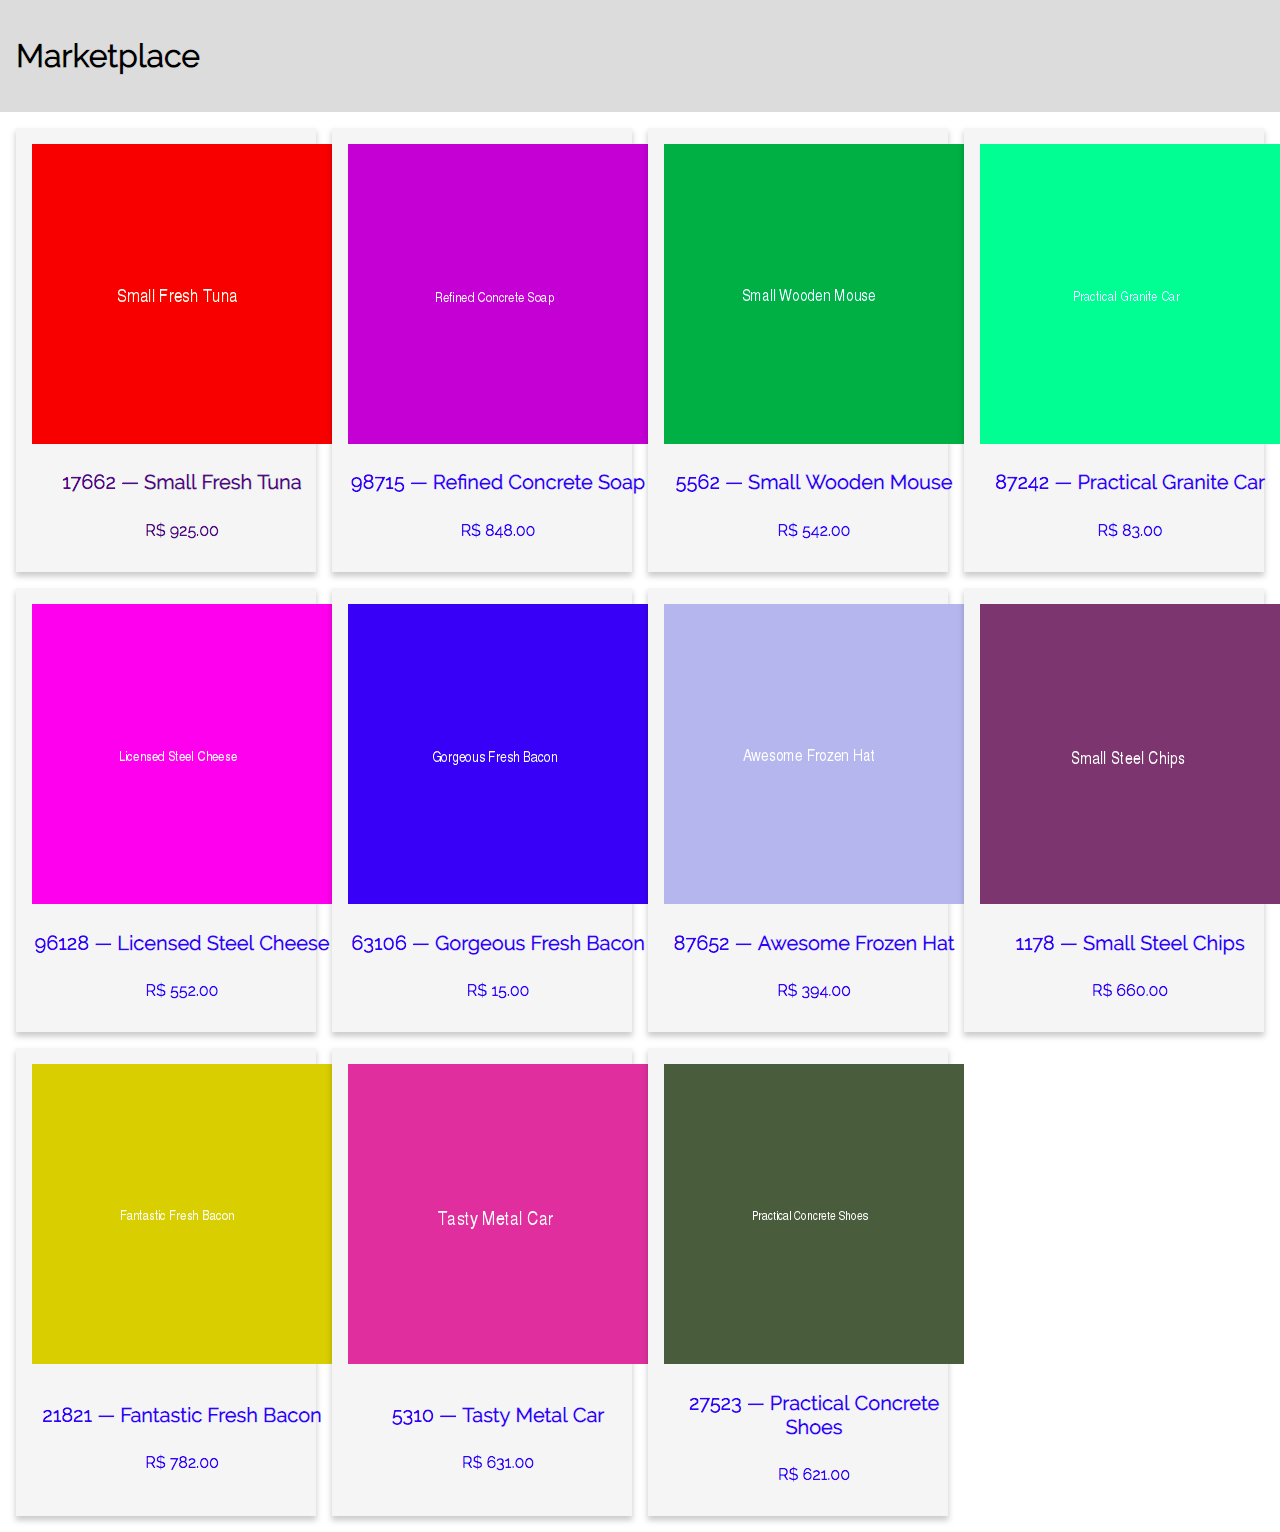 Marketplace
Small Fresh Tuna
17662 — Small Fresh Tuna
R$ 925.00
Refined Concrete Soap
98715 — Refined Concrete Soap
R$ 848.00
Small Wooden Mouse
5562 — Small Wooden Mouse
R$ 542.00
Practical Granite Car
87242 — Practical Granite Car
R$ 83.00
Licensed Steel Cheese
96128 — Licensed Steel Cheese
R$ 552.00
Gorgeous Fresh Bacon
63106 — Gorgeous Fresh Bacon
R$ 15.00
Awesome Frozen Hat
87652 — Awesome Frozen Hat
R$ 394.00
Small Steel Chips
1178 — Small Steel Chips
R$ 660.00
Fantastic Fresh Bacon
21821 — Fantastic Fresh Bacon
R$ 782.00
Tasty Metal Car
5310 — Tasty Metal Car
R$ 631.00
Practical Concrete Shoes
27523 — Practical Concrete
Shoes
R$ 621.00